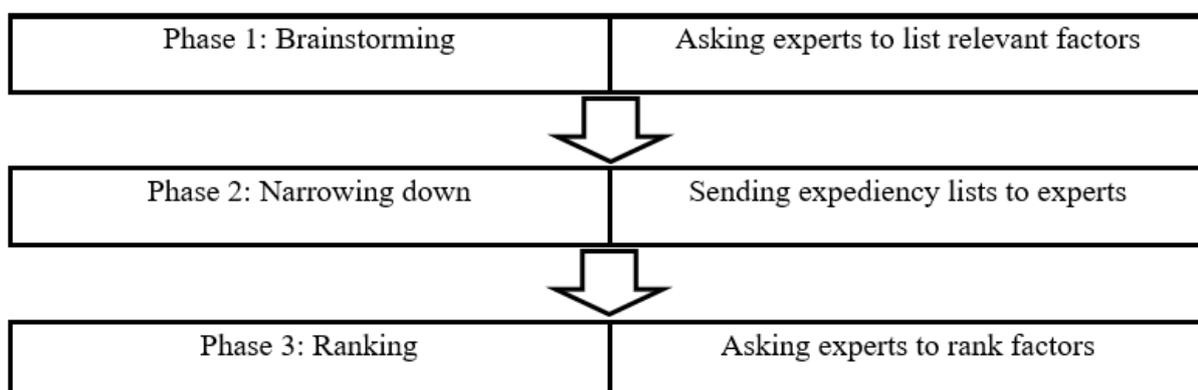 Phase 1: Brainstorming
Asking experts to list relevant factors
Phase 2: Narrowing down
Sending expediency lists to experts
Phase 3: Ranking
Asking experts to rank factors